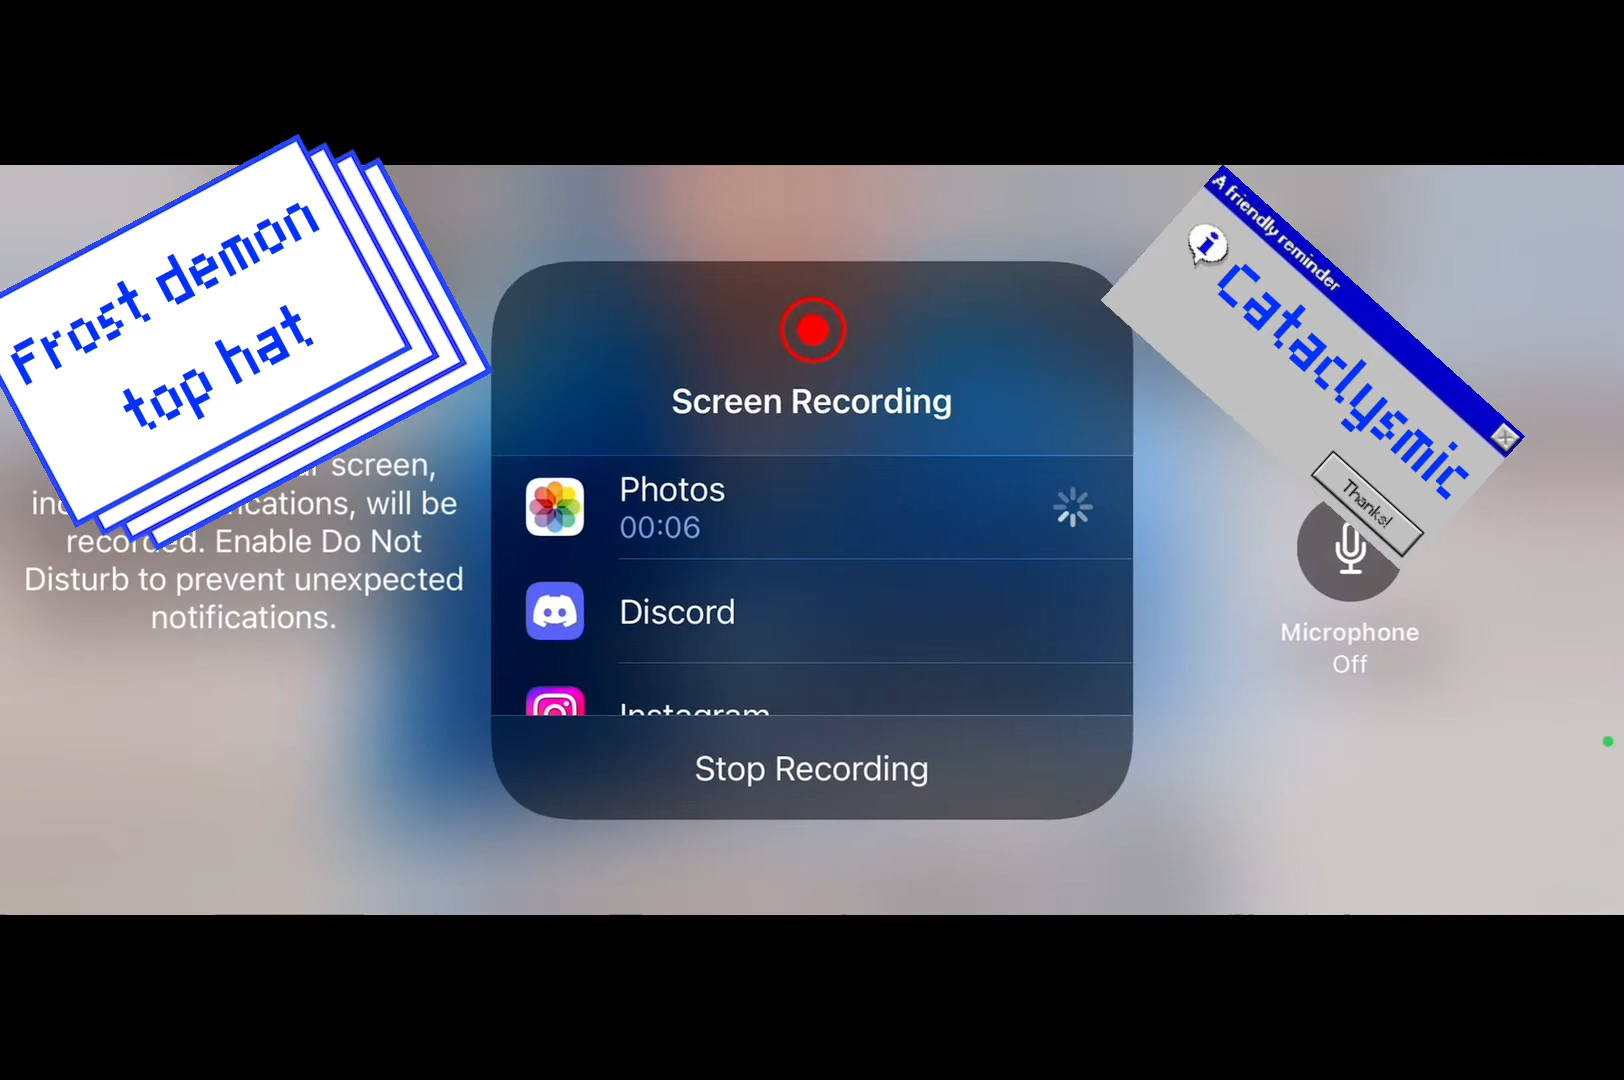 Frost demon
top hat
screen,
recorded. Enable Do Not
Disturb to prevent unexpected
notifications.
Screen Recording
Photos
00:06
Discord
Instagram
Stop Recording
A friendly reminder
Cataclysmic
Thanks!
Microphone
Off
will be